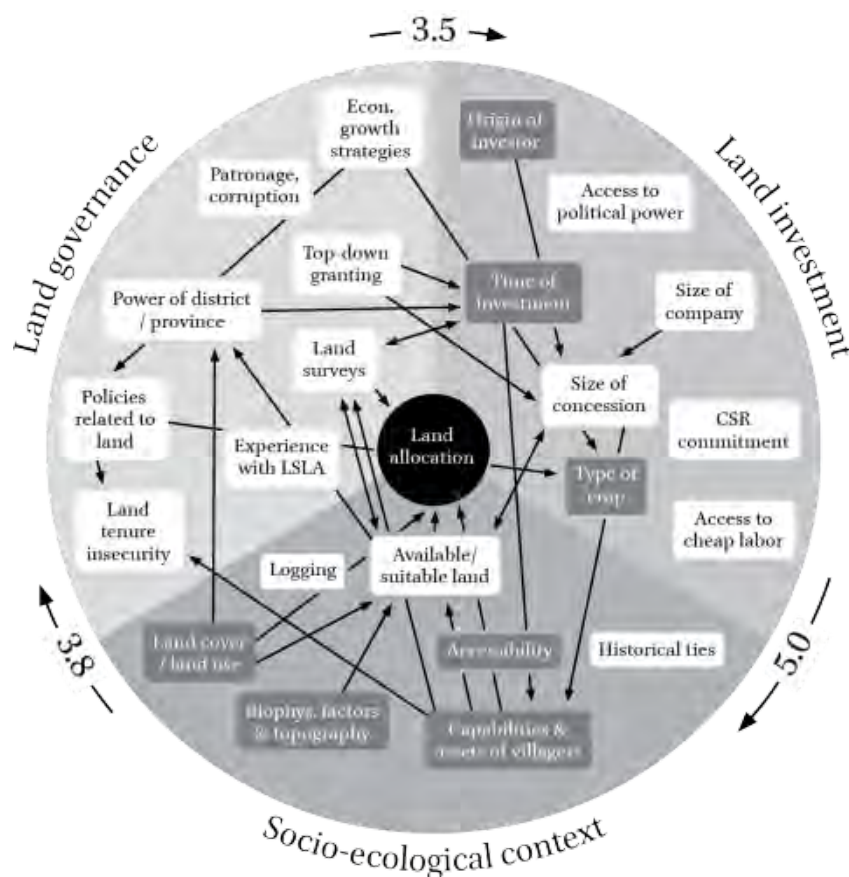 3.5
Land governance
Land investment
Econ.
growth
strategies
Origin of
investor
Patronage,
corruption
Access to
political power
Top-down
granting
Time of
investment
Power of district
/ province
Size of
company
Land
surveys
Size of
concession
Policies
related to
land
Land
allocation
CSR
commitment
Experience
with LSLA
Type of
crop
Land
tenure
insecurity
Access to
cheap labor
Logging
Available/
suitable land
3.8
5.0
Land cover
/ land use
Accessibility
Historical ties
Biophys. factors
& topography
Capabilities &
assets of villagers
Socio-ecological context